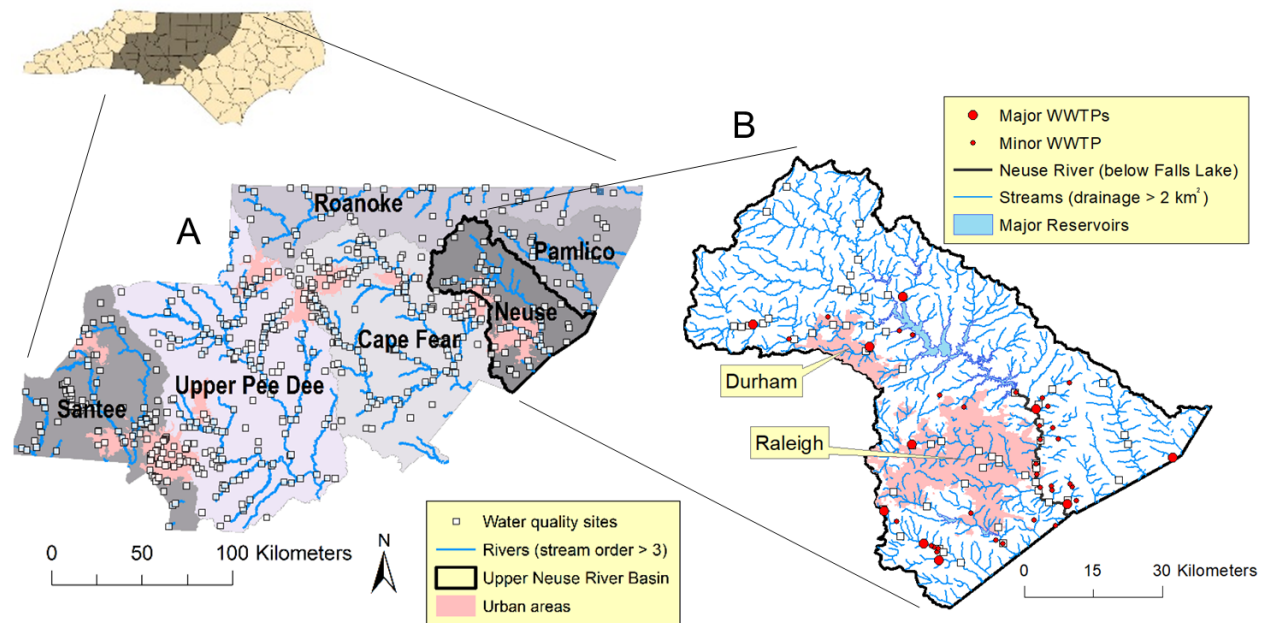 A
B
Roanoke
Pamlico
Neuse
Cape Fear
Upper Pee Dee
Santee
0 50 100 Kilometers
N
Water quality sites
Rivers (stream order > 3)
Upper Neuse River Basin
Urban areas
Major WWTPs
Minor WWTP
Neuse River (below Falls Lake)
Streams (drainage > 2 km²)
Major Reservoirs
Durham
Raleigh
0 15 30 Kilometers